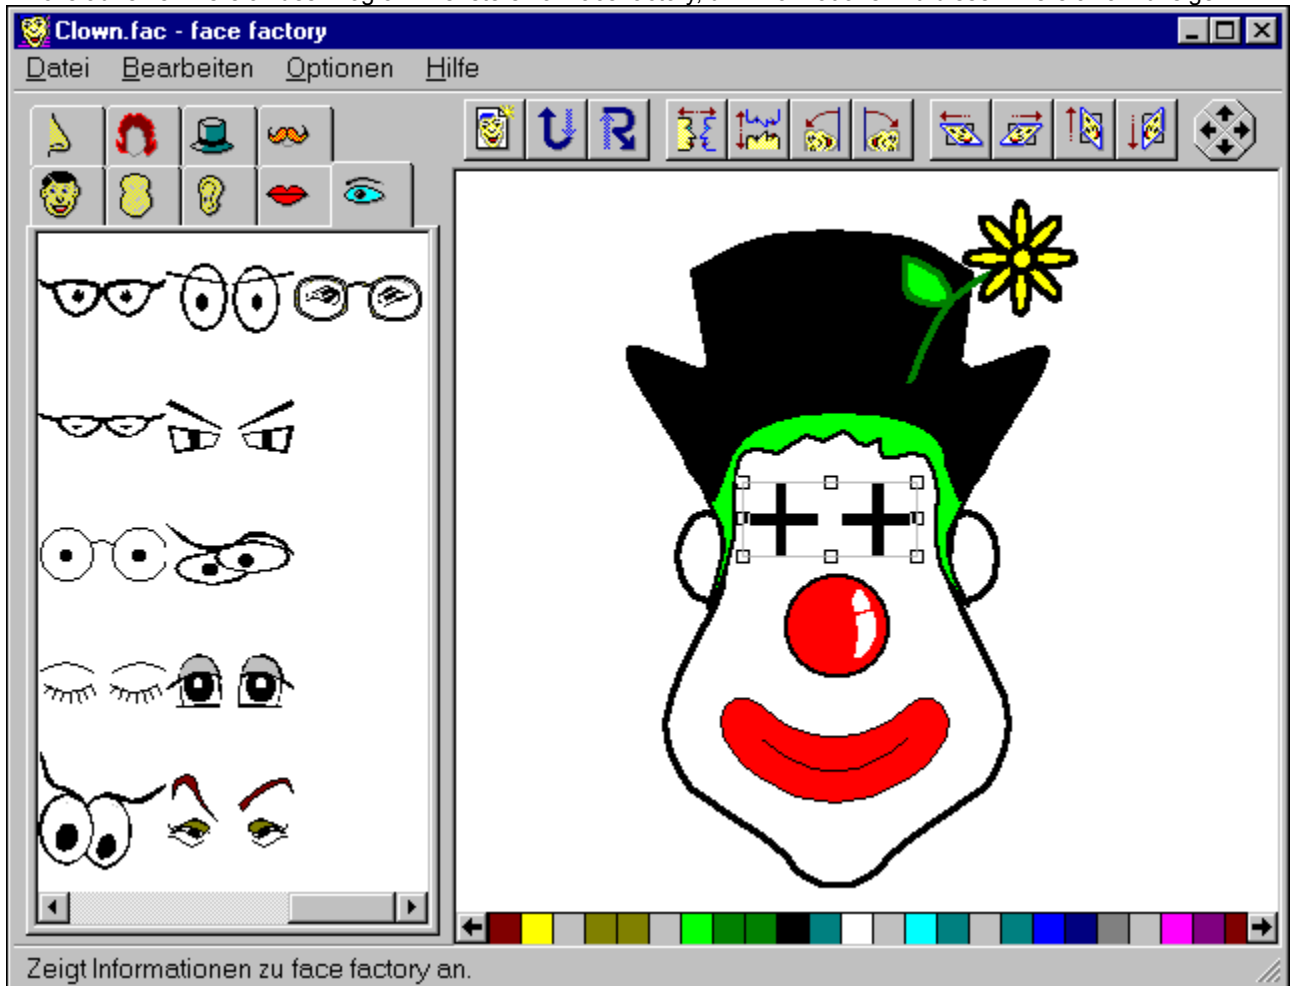 Clown.fac - face factory
Datei Bearbeiten Optionen Hilfe
Zeigt Informationen zu face factory an.